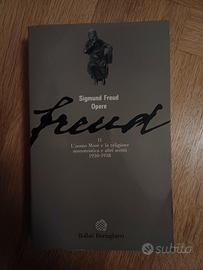 Sigmund Freud
Opere
freud
11
L'uomo Mosè e la religione
monoteistica e altri scritti
1930-1938
Bollati Boringhieri
subito